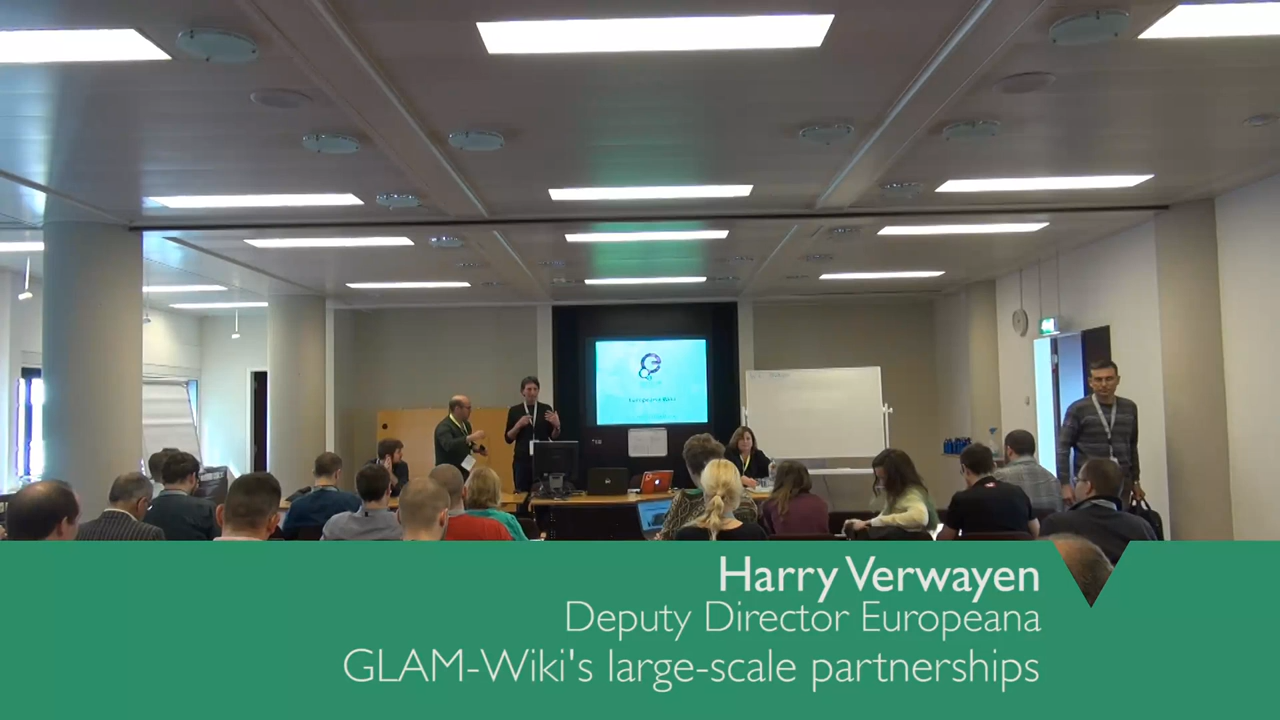 Harry Verwayen
Deputy Director Europeana
GLAM-Wiki's large-scale partnerships